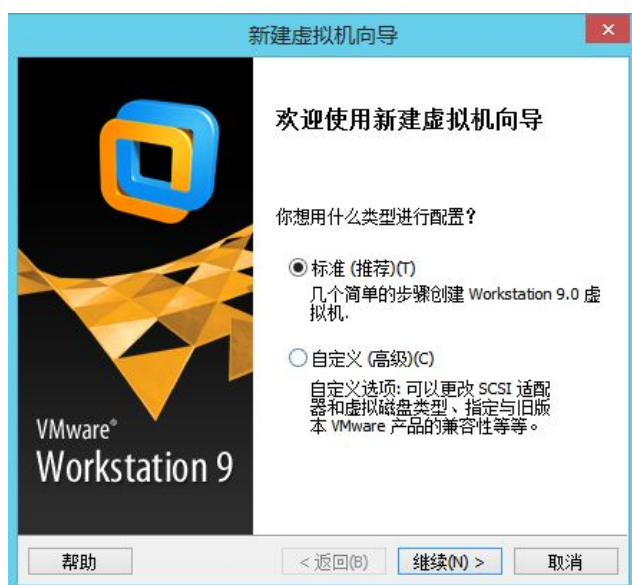 新建虚拟机向导
欢迎使用新建虚拟机向导
你想用什么类型进行配置?
标准 (推荐)(T)
几个简单的步骤创建 Workstation 9.0 虚
拟机.
自定义 (高级)(C)
自定义选项: 可以更改 SCSI 适配
器和虚拟磁盘类型、指定与旧版
本 VMware 产品的兼容性等等。
VMware®
Workstation 9
帮助
< 返回(B)
继续(N) >
取消